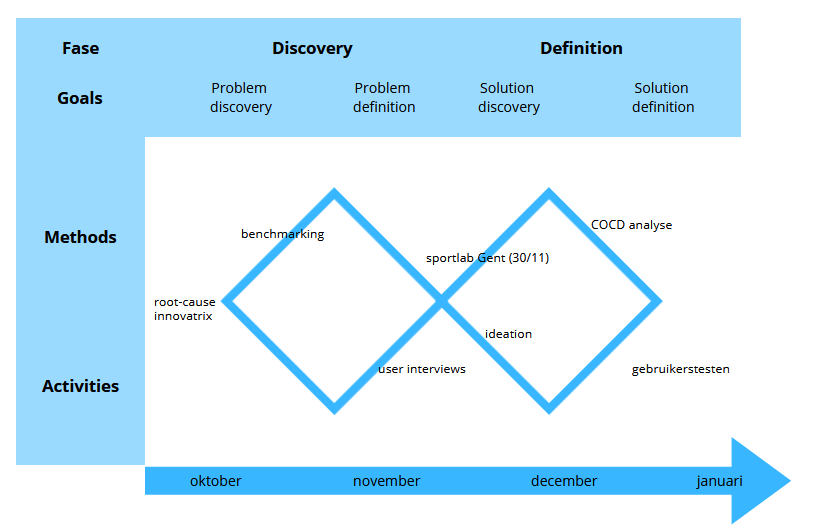 Fase
Discovery
Definition
Goals
Problem
discovery
Problem
definition
Solution
discovery
Solution
definition
Methods
benchmarking
COCD analyse
sportlab Gent (30/11)
root-cause
innovatrix
ideation
Activities
user interviews
gebruikerstesten
oktober
november
december
januari